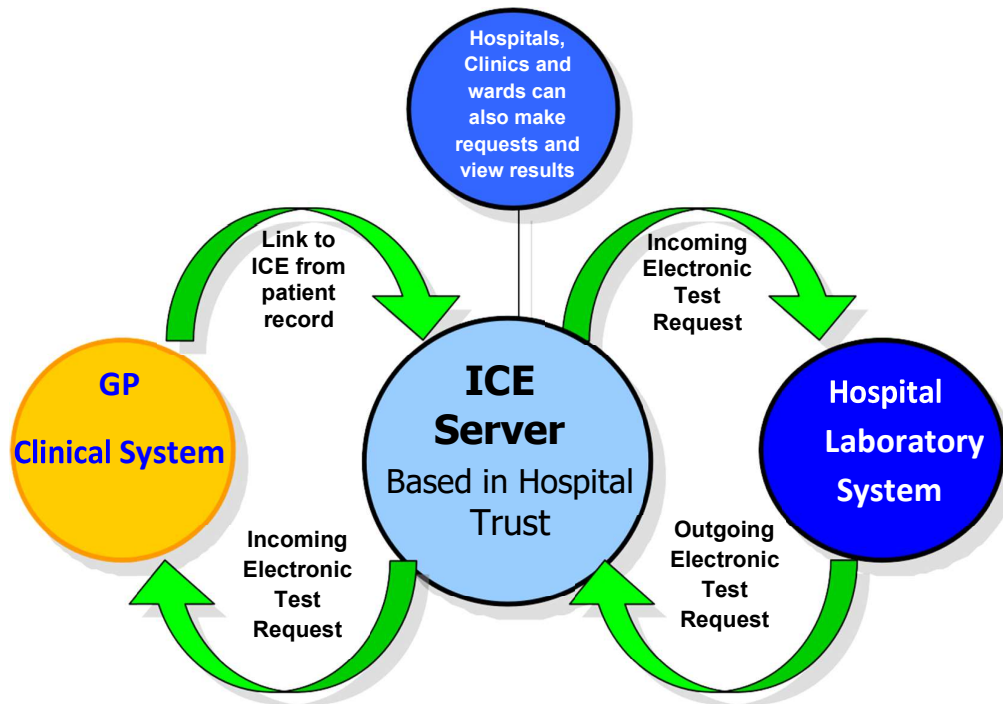 Hospitals,
Clinics and
wards can
also make
requests and
view results
Link to
ICE from
patient
record
Incoming
Electronic
Test
Request
GP
Clinical System
ICE
Server
Based in Hospital
Trust
Hospital
Laboratory
System
Incoming
Electronic
Test
Request
Outgoing
Electronic
Test
Request